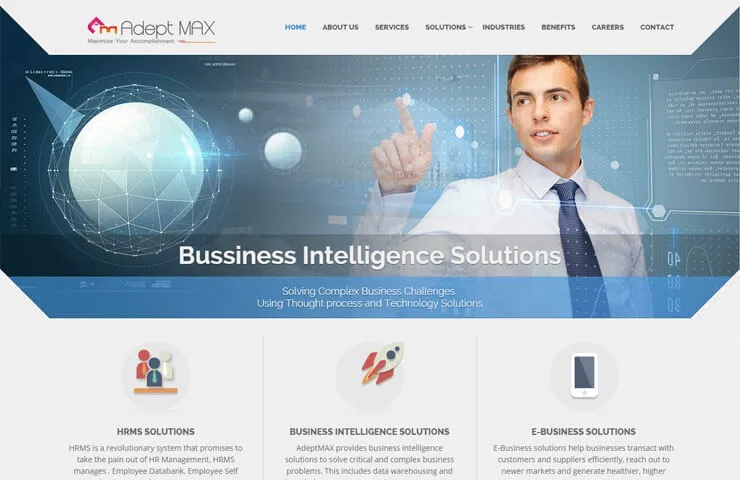 Adept MAX
Maximize Your Accomplishment
HOME ABOUT US SERVICES SOLUTIONS INDUSTRIES BENEFITS CAREERS CONTACT
Bussiness Intelligence Solutions
Solving Complex Business Challenges
Using Thought process and Technology Solutions
HRMS SOLUTIONS
HRMS is a revolutionary system that promises to
take the pain out of HR Management, HRMS
manages , Employee Databank, Employee Self
BUSINESS INTELLIGENCE SOLUTIONS
AdeptMAX provides business intelligence
solutions to solve critical and complex business
problems. This includes data warehousing and
E-BUSINESS SOLUTIONS
E-Business solutions help businesses transact with
customers and suppliers efficiently, reach out to
newer markets and generate healthier, higher